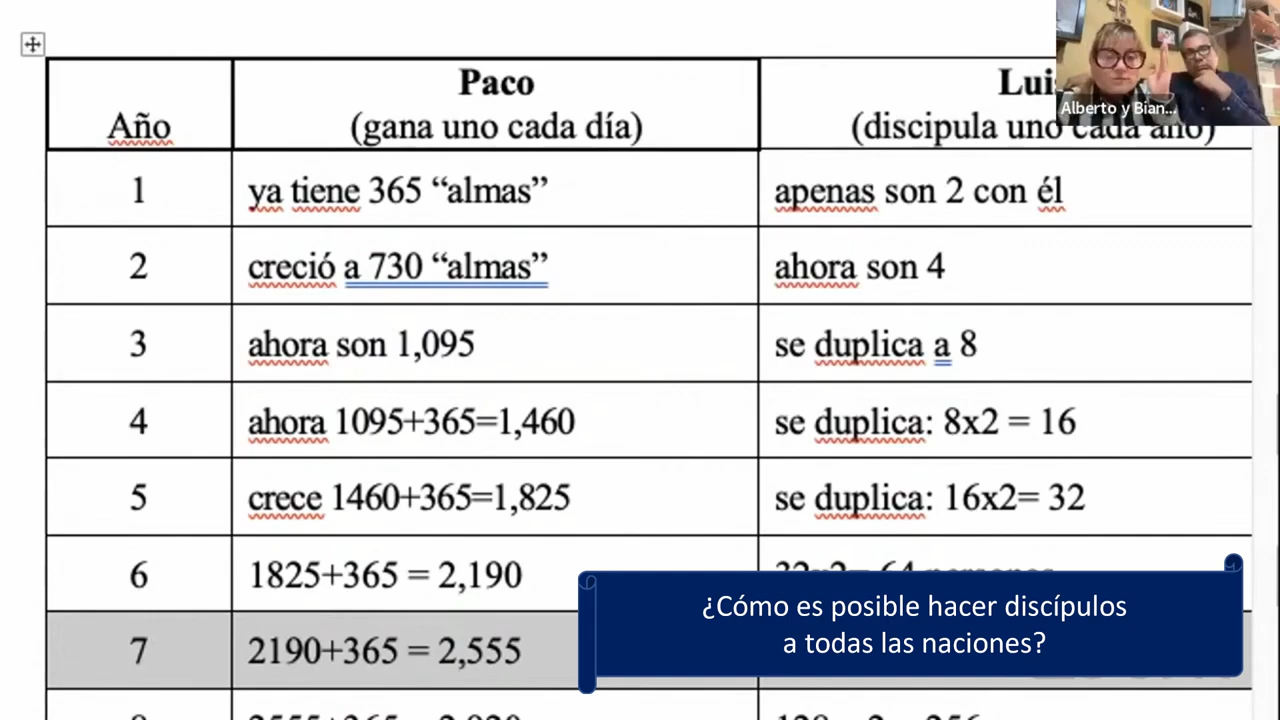 Año
Paco
(gana uno cada día)
(discipula uno cada año)
Alberto y Bian...
1
ya tiene 365 “almas”
apenas son 2 con él
2
creció a 730 “almas”
ahora son 4
3
ahora son 1,095
se duplica a 8
4
ahora 1095+365=1,460
se duplica: 8x2 = 16
5
crece 1460+365=1,825
se duplica: 16x2= 32
6
1825+365 = 2,190
7
2190+365 = 2,555
¿Cómo es posible hacer discípulos
a todas las naciones?